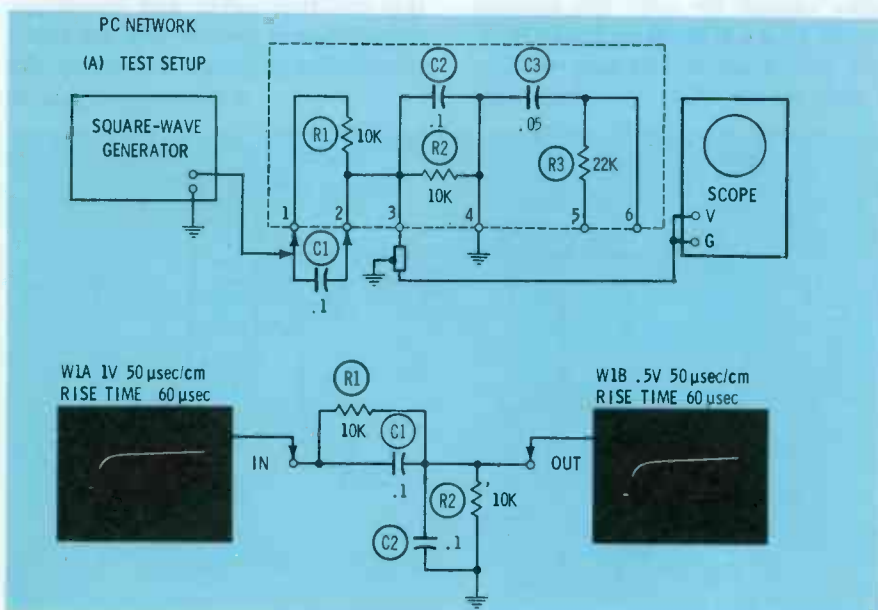 PC NETWORK
(A) TEST SETUP
SQUARE-WAVE
GENERATOR
R1
10K
C2
.1
C3
.05
R2
10K
R3
22K
SCOPE
V
G
1
2
3
4
5
6
C1
.1
W1A 1V 50 µsec/cm
RISE TIME 60 µsec
W1B .5V 50 µsec/cm
RISE TIME 60 µsec
R1
10K
C1
.1
IN
OUT
R2
10K
C2
.1